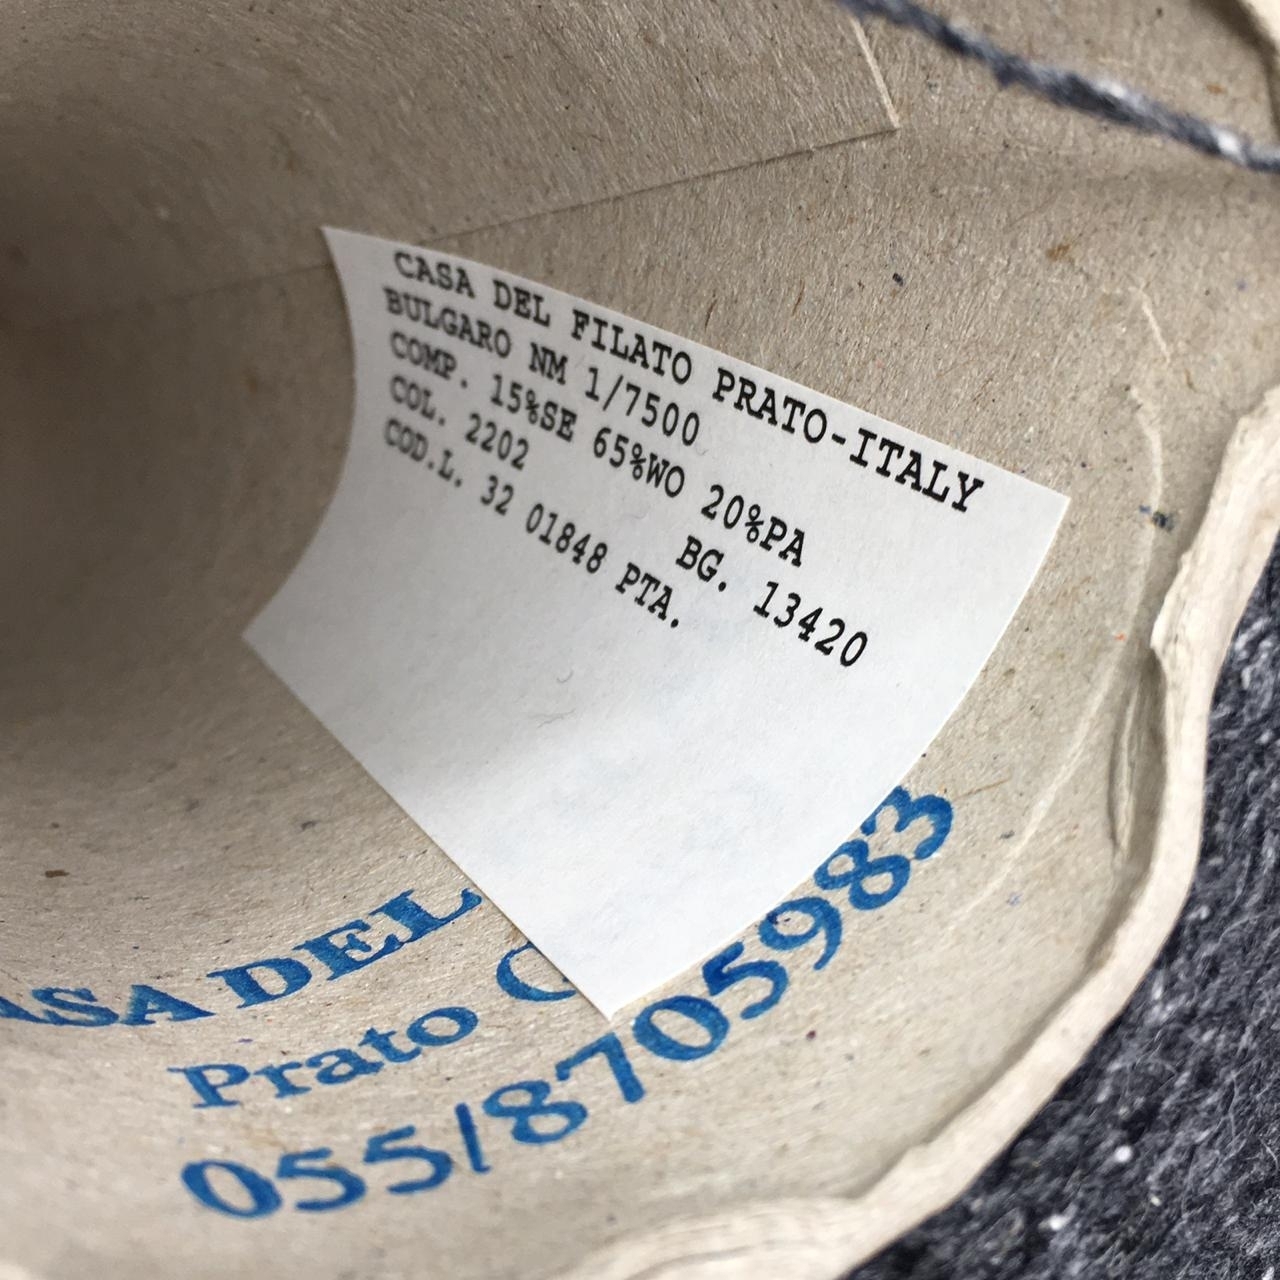 CASA DEL FILATO PRATO-ITALY
BULGARO NM 1/7500
COMP. 15%SE 65%WO 20%PA
COL. 2202 BG. 13420
COD.L. 32 01848 PTA.
ASA DEL
Prato
055/8705983